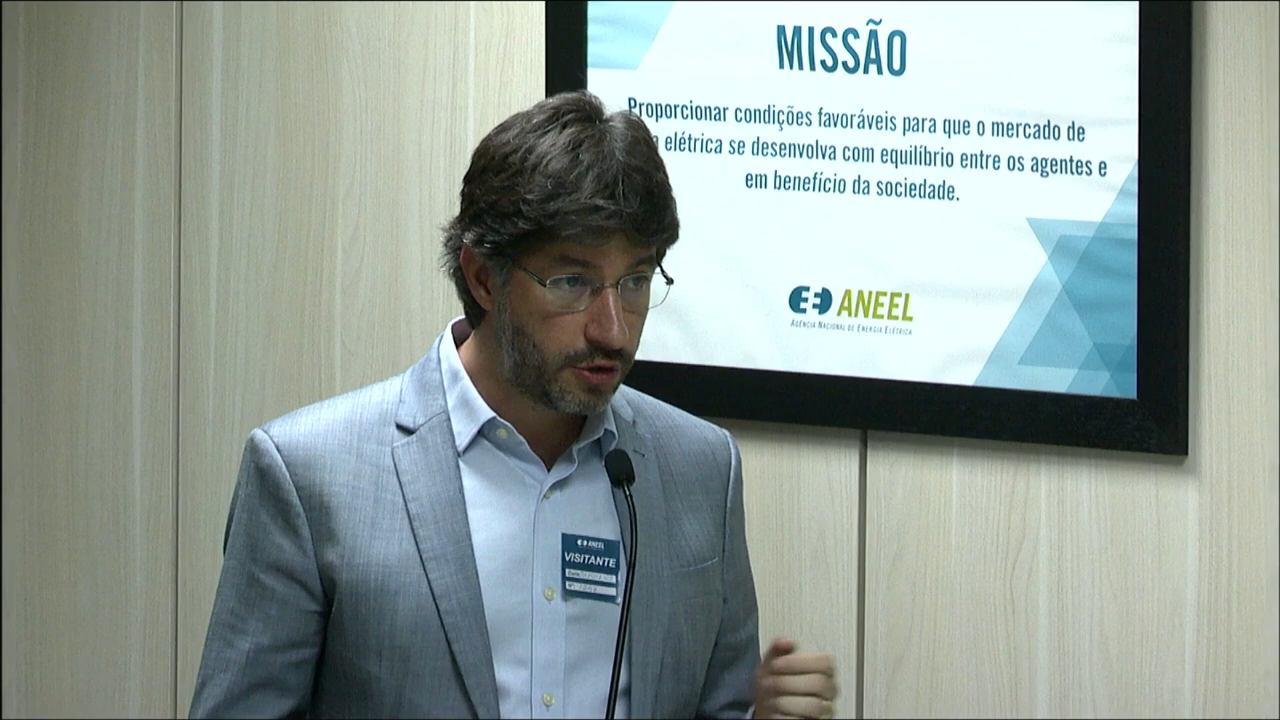 MISSÃO
Proporcionar condições favoráveis para que o mercado de
elétrica se desenvolva com equilíbrio entre os agentes e
em benefício da sociedade.
ANEEL
AGÊNCIA NACIONAL DE ENERGIA ELÉTRICA
ANEEL
VISITANTE